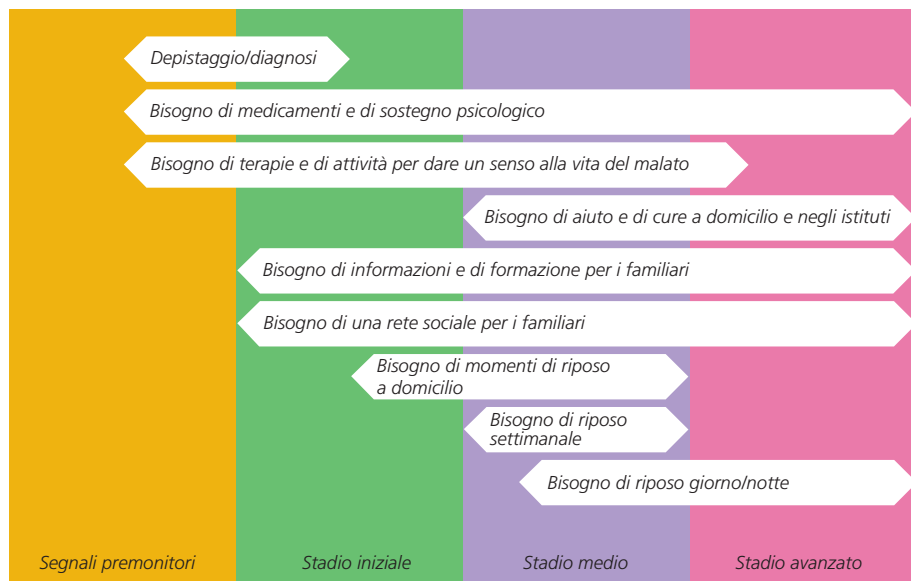 Depistaggio/diagnosi
Bisogno di medicamenti e di sostegno psicologico
Bisogno di terapie e di attività per dare un senso alla vita del malato
Bisogno di aiuto e di cure a domicilio e negli istituti
Bisogno di informazioni e di formazione per i familiari
Bisogno di una rete sociale per i familiari
Bisogno di momenti di riposo
a domicilio
Bisogno di riposo
settimanale
Bisogno di riposo giorno/notte
Segnali premonitori
Stadio iniziale
Stadio medio
Stadio avanzato